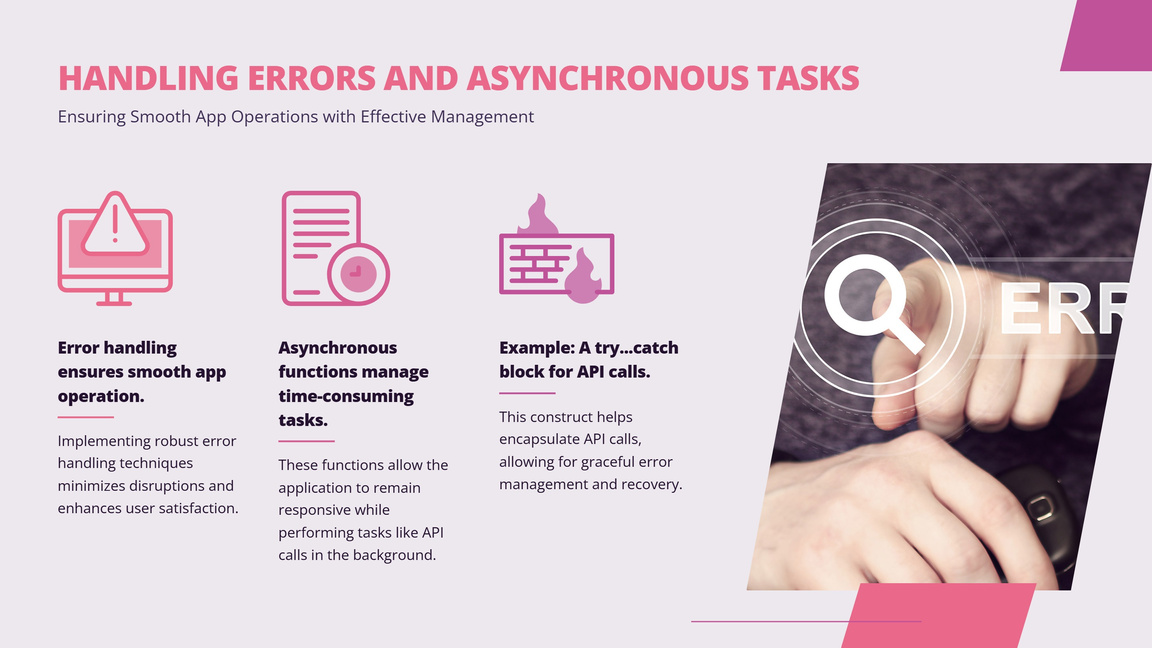 HANDLING ERRORS AND ASYNCHRONOUS TASKS
Ensuring Smooth App Operations with Effective Management
Error handling
ensures smooth app
operation.
Implementing robust error
handling techniques
minimizes disruptions and
enhances user satisfaction.
Asynchronous
functions manage
time-consuming
tasks.
These functions allow the
application to remain
responsive while
performing tasks like API
calls in the background.
Example: A try...catch
block for API calls.
This construct helps
encapsulate API calls,
allowing for graceful error
management and recovery.
ERR